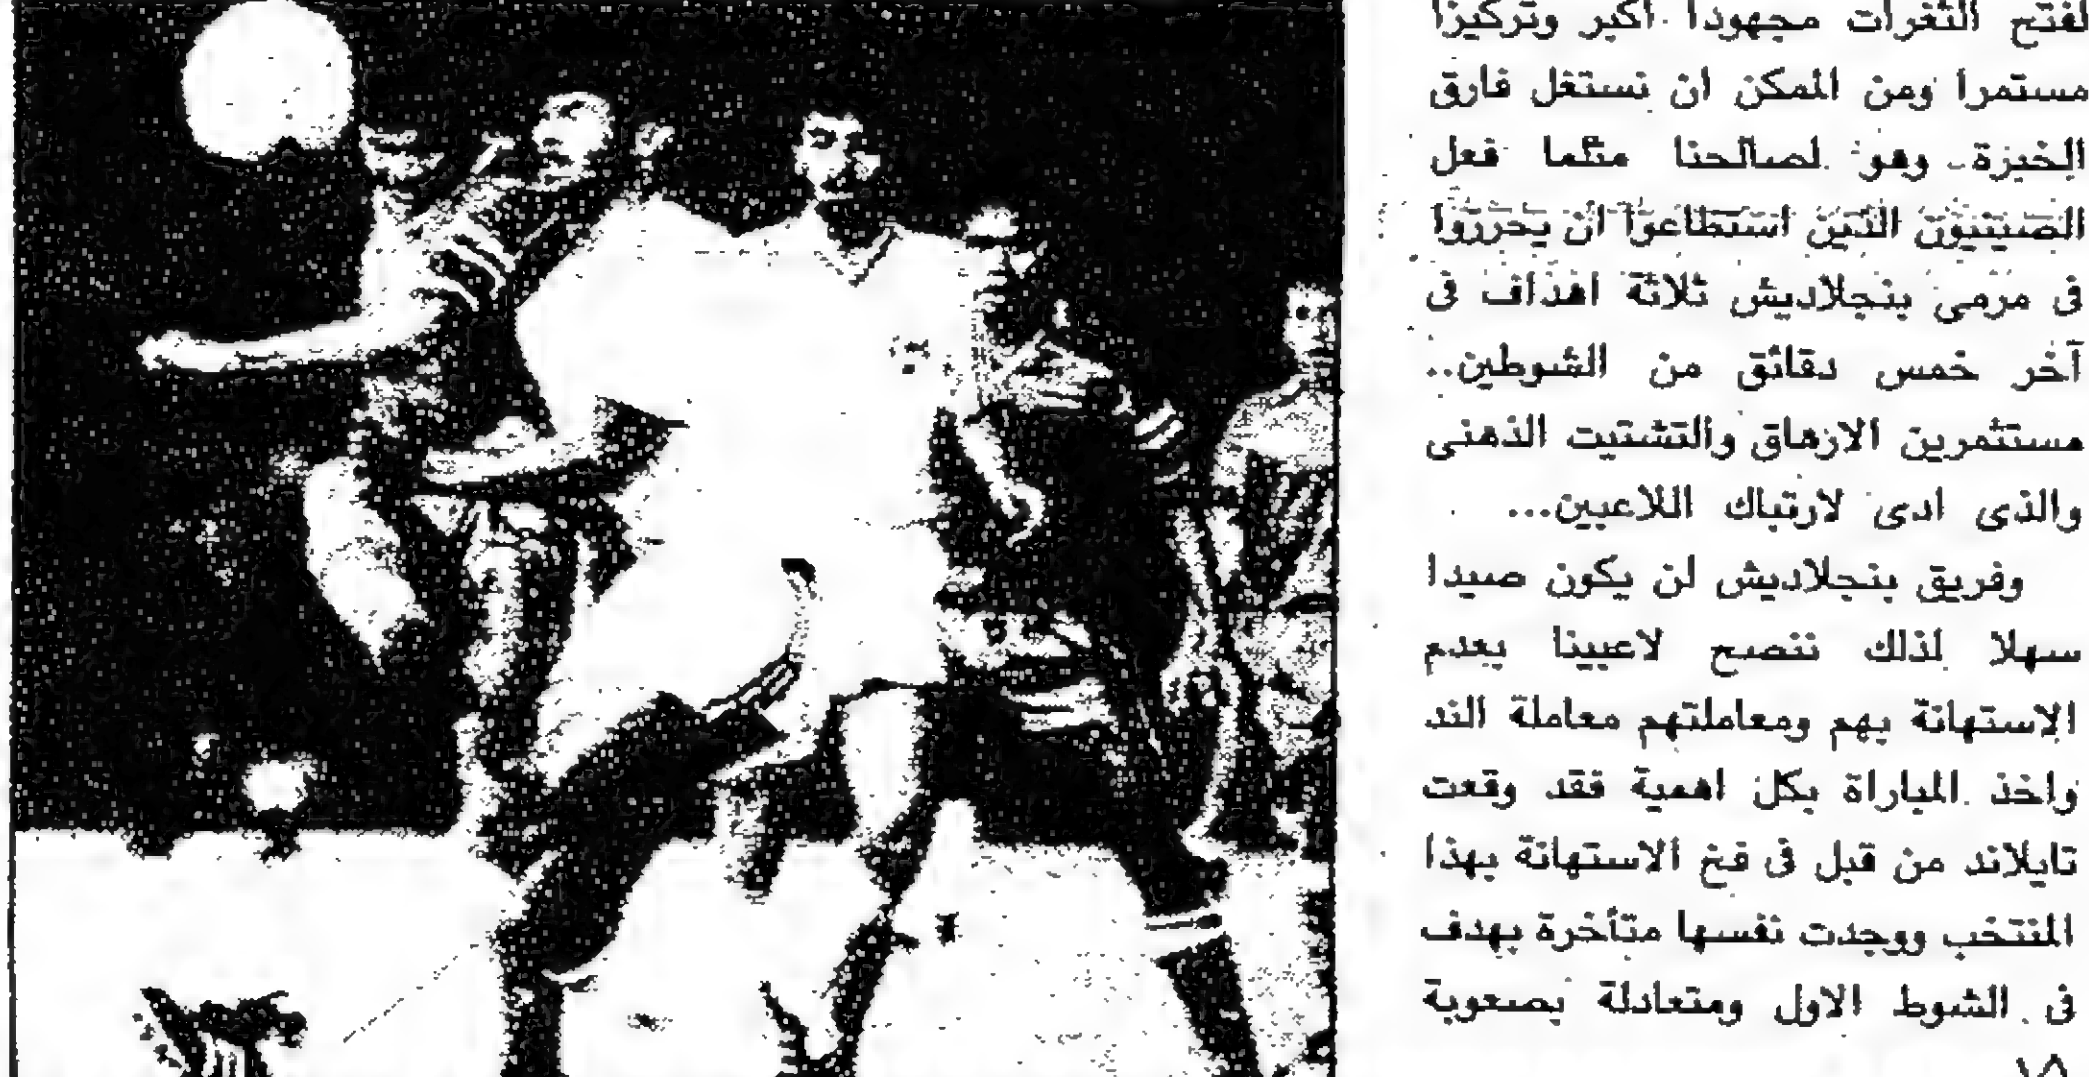 لفتح الثغرات مجهودا اكبر وتركيزا
مستمرا ومن الممكن ان نستغل فارق
الخبرة وهو لصالحنا مثلما فعل
الصينيون الذين استطاعوا ان يحرزوا
فى مرمى بنجلاديش ثلاثة اهداف فى
آخر خمس دقائق من الشوطين..
مستثمرين الارهاق والتشتيت الذهنى
والذى ادى لارتباك اللاعبين...
وفريق بنجلاديش لن يكون صيدا
سهلا لذلك ننصح لاعبينا بعدم
الاستهانة بهم ومعاملتهم معاملة الند
واخذ المباراة بكل اهمية فقد وقعت
تايلاند من قبل فى فخ الاستهانة بهذا
المنتخب ووجدت نفسها متأخرة بهدف
فى الشوط الاول ومتعادلة بصعوبة